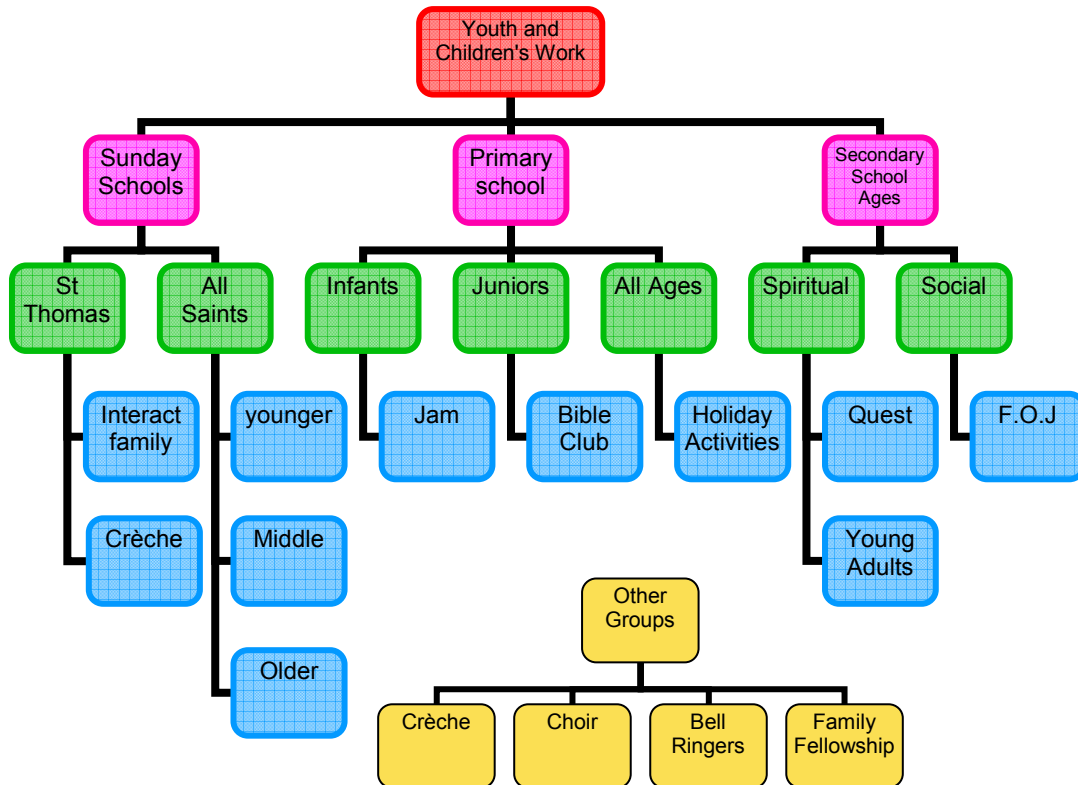 Youth and
Children's Work
Sunday
Schools
Primary
school
Secondary
School
Ages
St
Thomas
All
Saints
Infants
Juniors
All Ages
Spiritual
Social
Interact
family
younger
Jam
Bible
Club
Holiday
Activities
Quest
F.O.J
Crèche
Middle
Young
Adults
Older
Other
Groups
Crèche
Choir
Bell
Ringers
Family
Fellowship